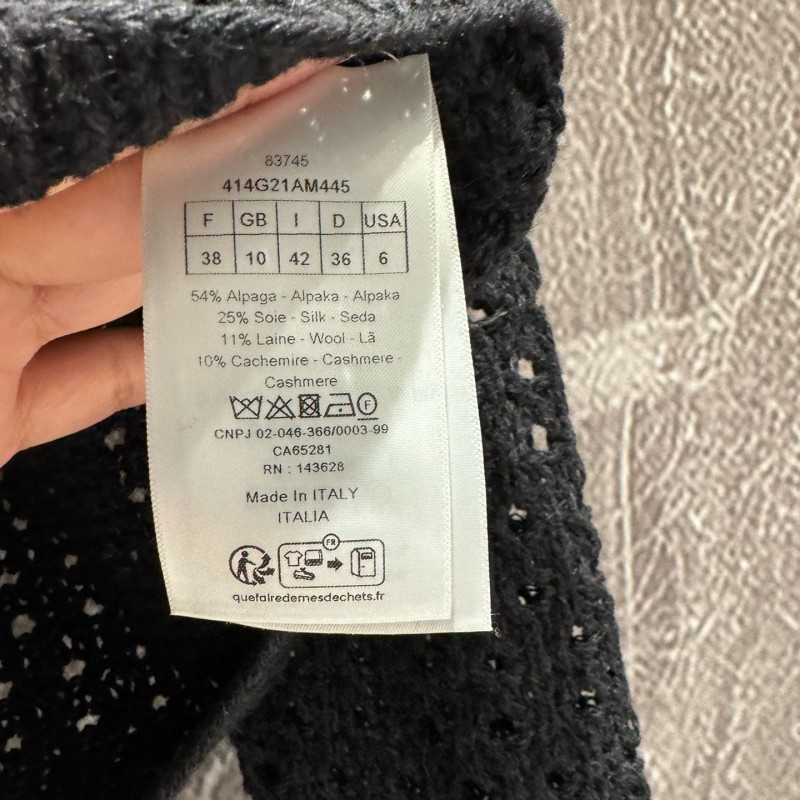 83745
414G21AM445
F GB I D USA
38 10 42 36 6
54% Alpaga - Alpaka - Alpaka
25% Soie - Silk - Seda
11% Laine - Wool - Lã
10% Cachemire - Cashmere -
Cashmere
F
CNPJ 02-046-366/0003-99
CA65281
RN : 143628
Made In ITALY
ITALIA
FR
quefairedemesdechets.fr